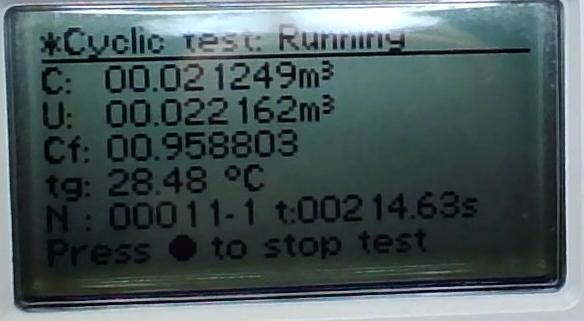 *Cyclic test: Running
C: 00.021249m³
U: 00.022162m³
Cf: 00.958803
tg: 28.48 °C
N : 00011-1 t:00214.63s
Press ● to stop test